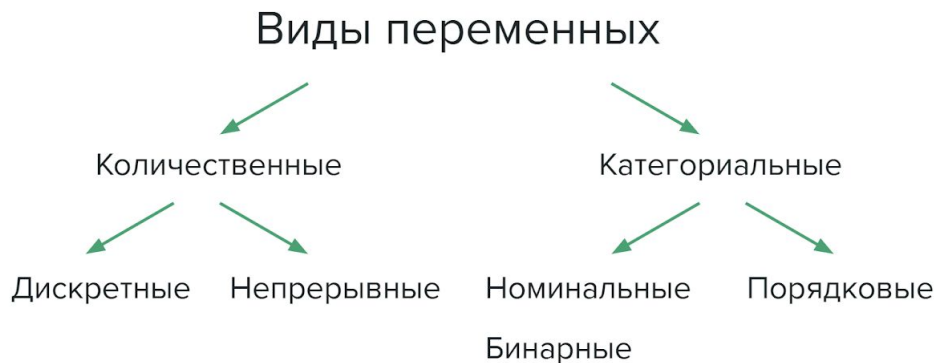 Виды переменных
Количественные Категориальные
Дискретные Непрерывные Номинальные Порядковые
Бинарные